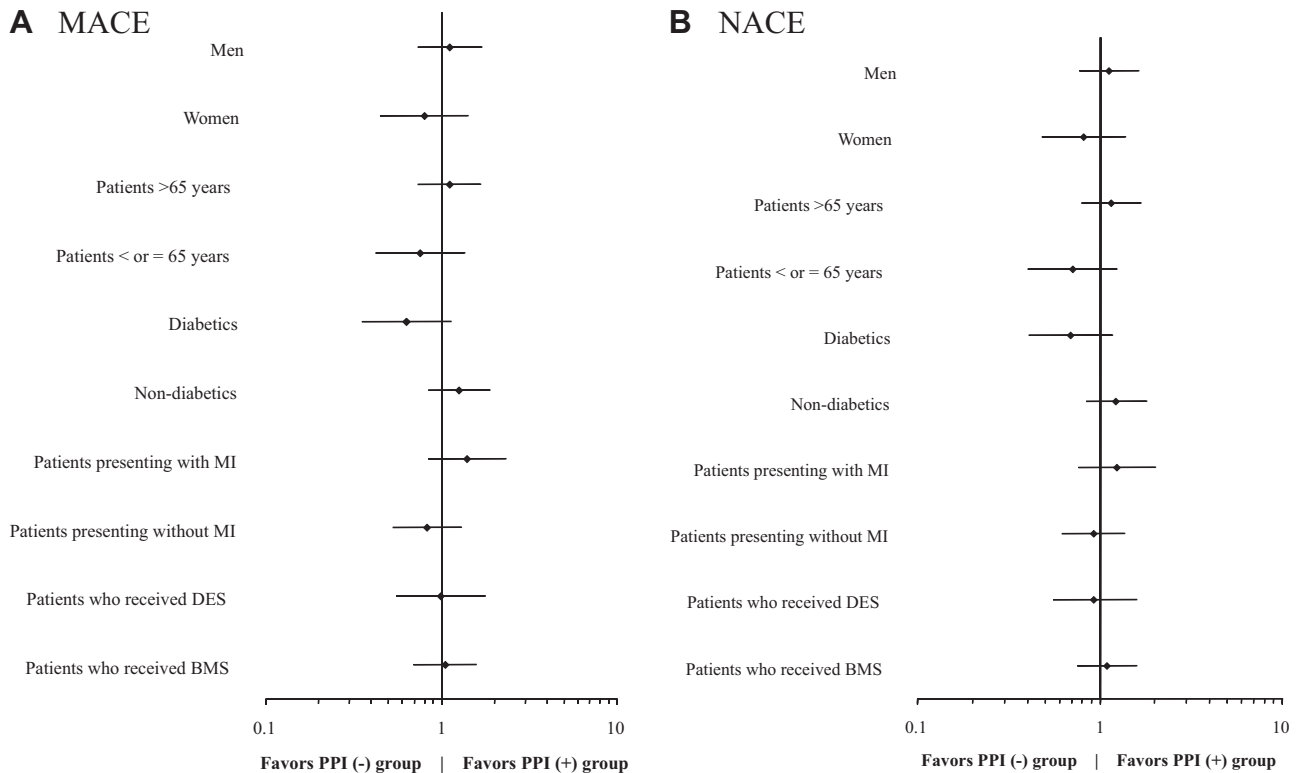 A MACE
Men
Women
Patients >65 years
Patients < or = 65 years
Diabetics
Non-diabetics
Patients presenting with MI
Patients presenting without MI
Patients who received DES
Patients who received BMS
0.1 1 10
Favors PPI (-) group | Favors PPI (+) group
B NACE
Men
Women
Patients >65 years
Patients < or = 65 years
Diabetics
Non-diabetics
Patients presenting with MI
Patients presenting without MI
Patients who received DES
Patients who received BMS
0.1 1 10
Favors PPI (-) group | Favors PPI (+) group